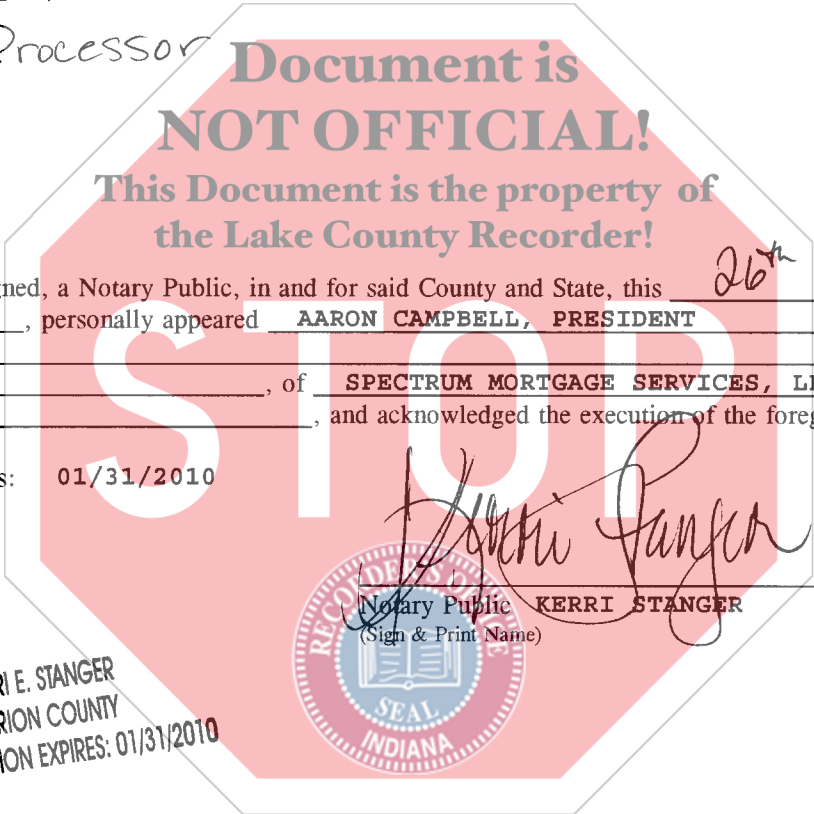 Processor
Document is
NOT OFFICIAL!
This Document is the property of
the Lake County Recorder!
ned, a Notary Public, in and for said County and State, this 26th
, personally appeared AARON CAMPBELL, PRESIDENT
, of SPECTRUM MORTGAGE SERVICES, L
, and acknowledged the execution of the foreg
s: 01/31/2010
STOP
Kerri Stanger
Notary Public KERRI STANGER
(Sign & Print Name)
RECORDER'S OFFICE
SEAL
INDIANA
RI E. STANGER
RION COUNTY
ION EXPIRES: 01/31/2010